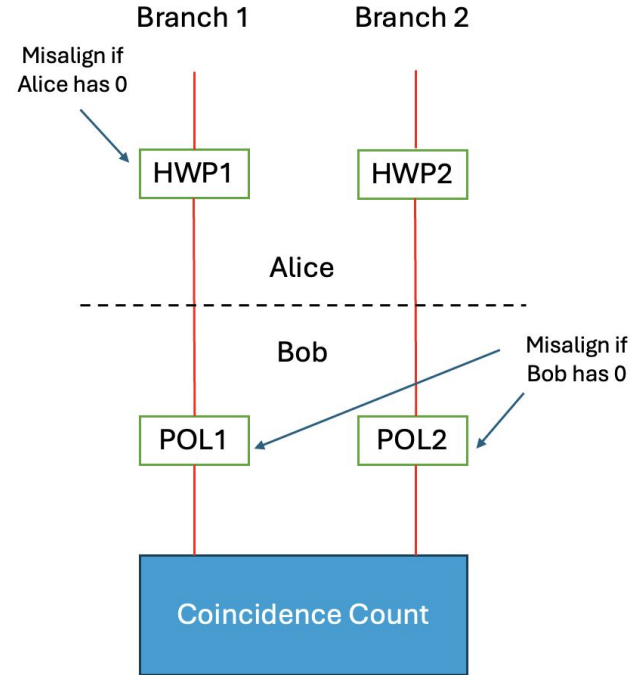 Branch 1
Branch 2
Misalign if
Alice has 0
HWP1
HWP2
Alice
Bob
Misalign if
Bob has 0
POL1
POL2
Coincidence Count